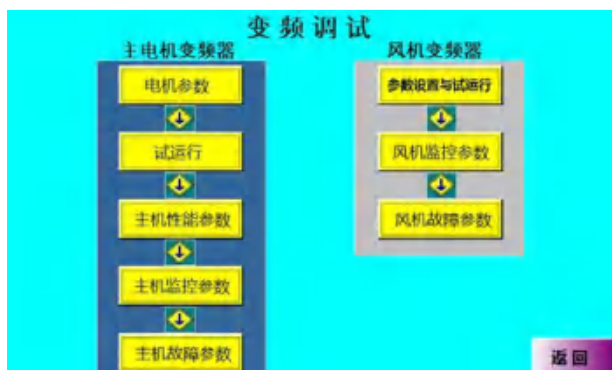 变频调试
主电机变频器
电机参数
试运行
主机性能参数
主机监控参数
主机故障参数
风机变频器
参数设置与试运行
风机监控参数
风机故障参数
返回